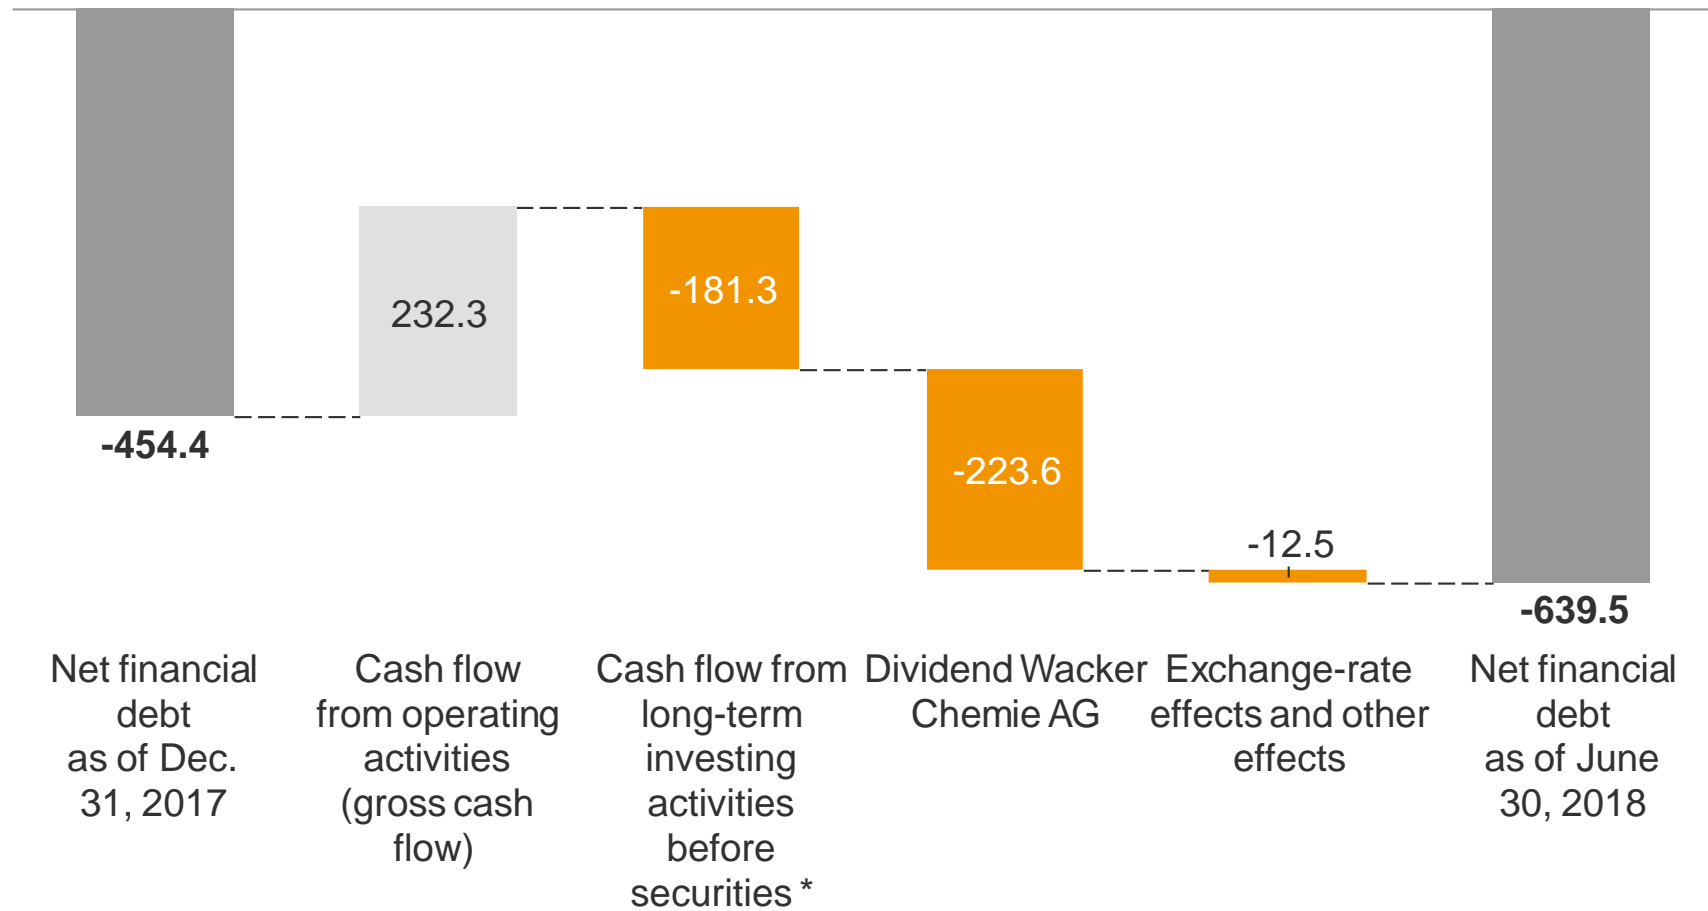 232.3
-181.3
-454.4
-223.6
-12.5
-639.5
Net financial
debt
as of Dec.
31, 2017
Cash flow
from operating
activities
(gross cash
flow)
Cash flow from
long-term
investing
activities
before
securities *
Dividend Wacker
Chemie AG
Exchange-rate
effects and other
effects
Net financial
debt
as of June
30, 2018